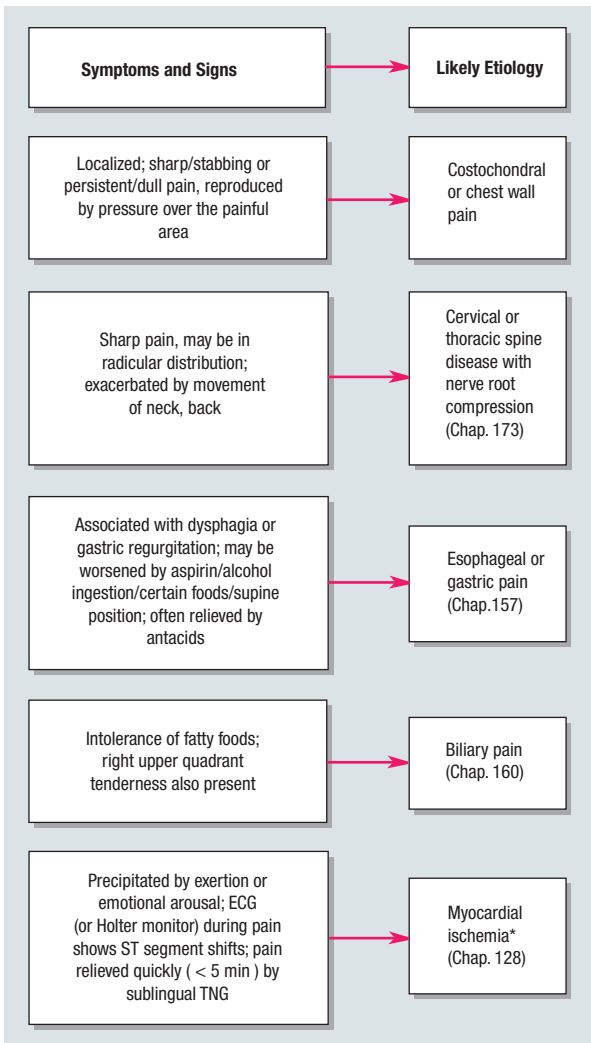 Symptoms and Signs
Likely Etiology
Localized; sharp/stabbing or
persistent/dull pain, reproduced
by pressure over the painful
area
Costochondral
or chest wall
pain
Sharp pain, may be in
radicular distribution;
exacerbated by movement
of neck, back
Cervical or
thoracic spine
disease with
nerve root
compression
(Chap. 173)
Associated with dysphagia or
gastric regurgitation; may be
worsened by aspirin/alcohol
ingestion/certain foods/supine
position; often relieved by
antacids
Esophageal or
gastric pain
(Chap.157)
Intolerance of fatty foods;
right upper quadrant
tenderness also present
Biliary pain
(Chap. 160)
Precipitated by exertion or
emotional arousal; ECG
(or Holter monitor) during pain
shows ST segment shifts; pain
relieved quickly ( < 5 min ) by
sublingual TNG
Myocardial
ischemia*
(Chap. 128)